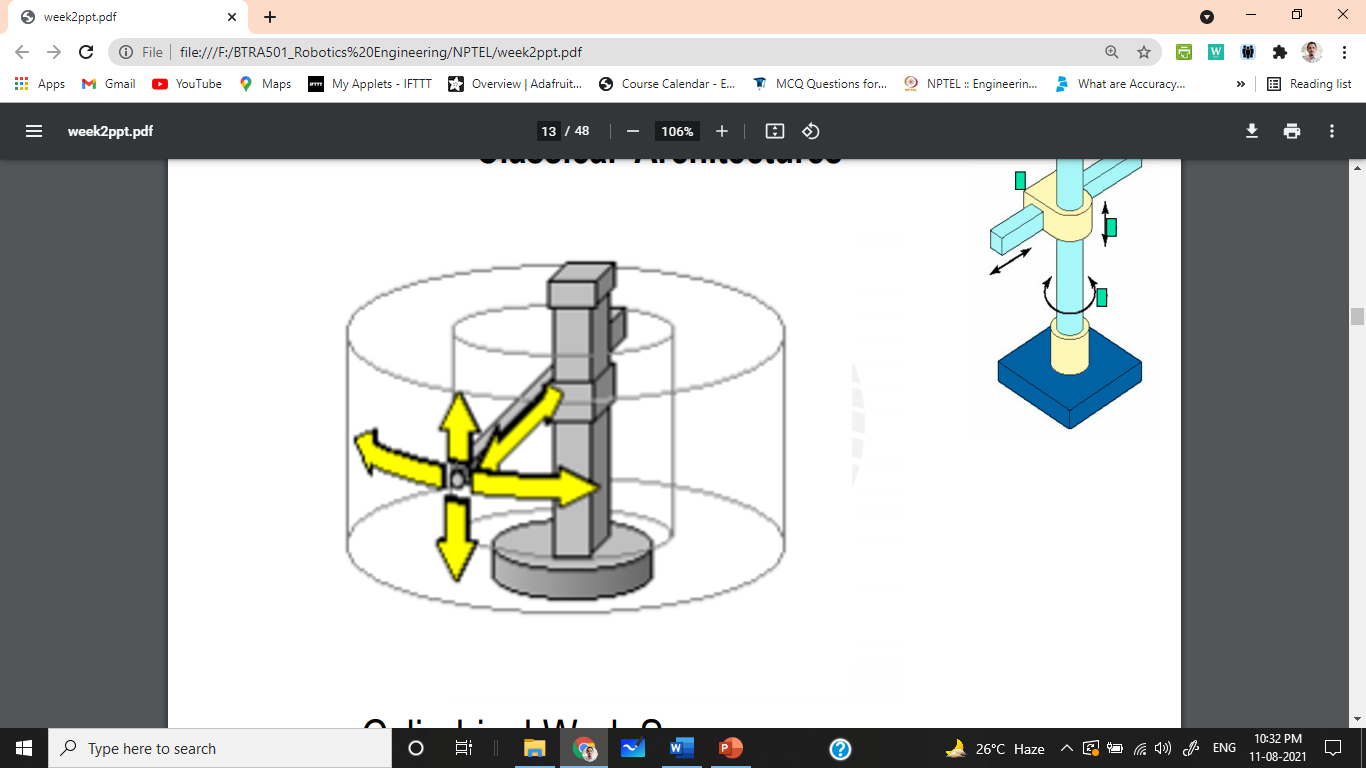 week2ppt.pdf
File file:///F:/BTRA501_Robotics%20Engineering/NPTEL/week2ppt.pdf
Apps Gmail YouTube Maps My Applets - IFTTT Overview | Adafruit... Course Calendar - E... MCQ Questions for... NPTEL :: Engineerin... What are Accuracy... » Reading list
week2ppt.pdf 13 / 48 106%
Classical Architectures
Type here to search 26°C Haze ENG 10:32 PM
11-08-2021